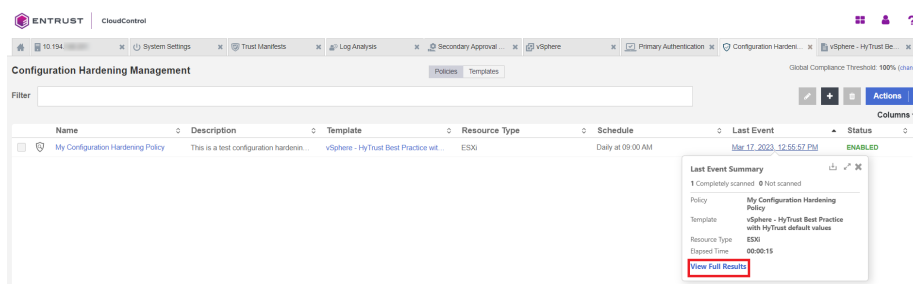 ENTRUST CloudControl
10.194. System Settings Trust Manifests Log Analysis Secondary Approval ... vSphere Primary Authentication Configuration Hardeni... vSphere - HyTrust Be...
Configuration Hardening Management Policies Templates Global Compliance Threshold: 100% (chan
Filter Actions
Columns
Name Description Template Resource Type Schedule Last Event Status
My Configuration Hardening Policy This is a test configuration hardenin... vSphere - HyTrust Best Practice wit... ESXi Daily at 09:00 AM Mar 17, 2023, 12:55:57 PM ENABLED
Last Event Summary
1 Completely scanned 0 Not scanned
Policy My Configuration Hardening
Policy
Template vSphere - HyTrust Best Practice
with HyTrust default values
Resource Type ESXi
Elapsed Time 00:00:15
View Full Results